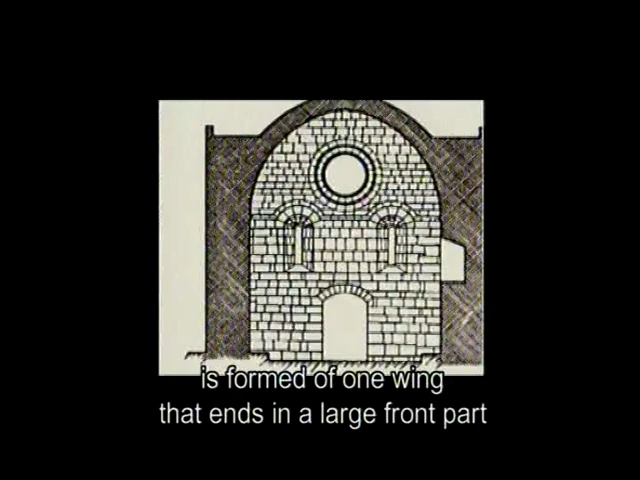 is formed of one wing
that ends in a large front part